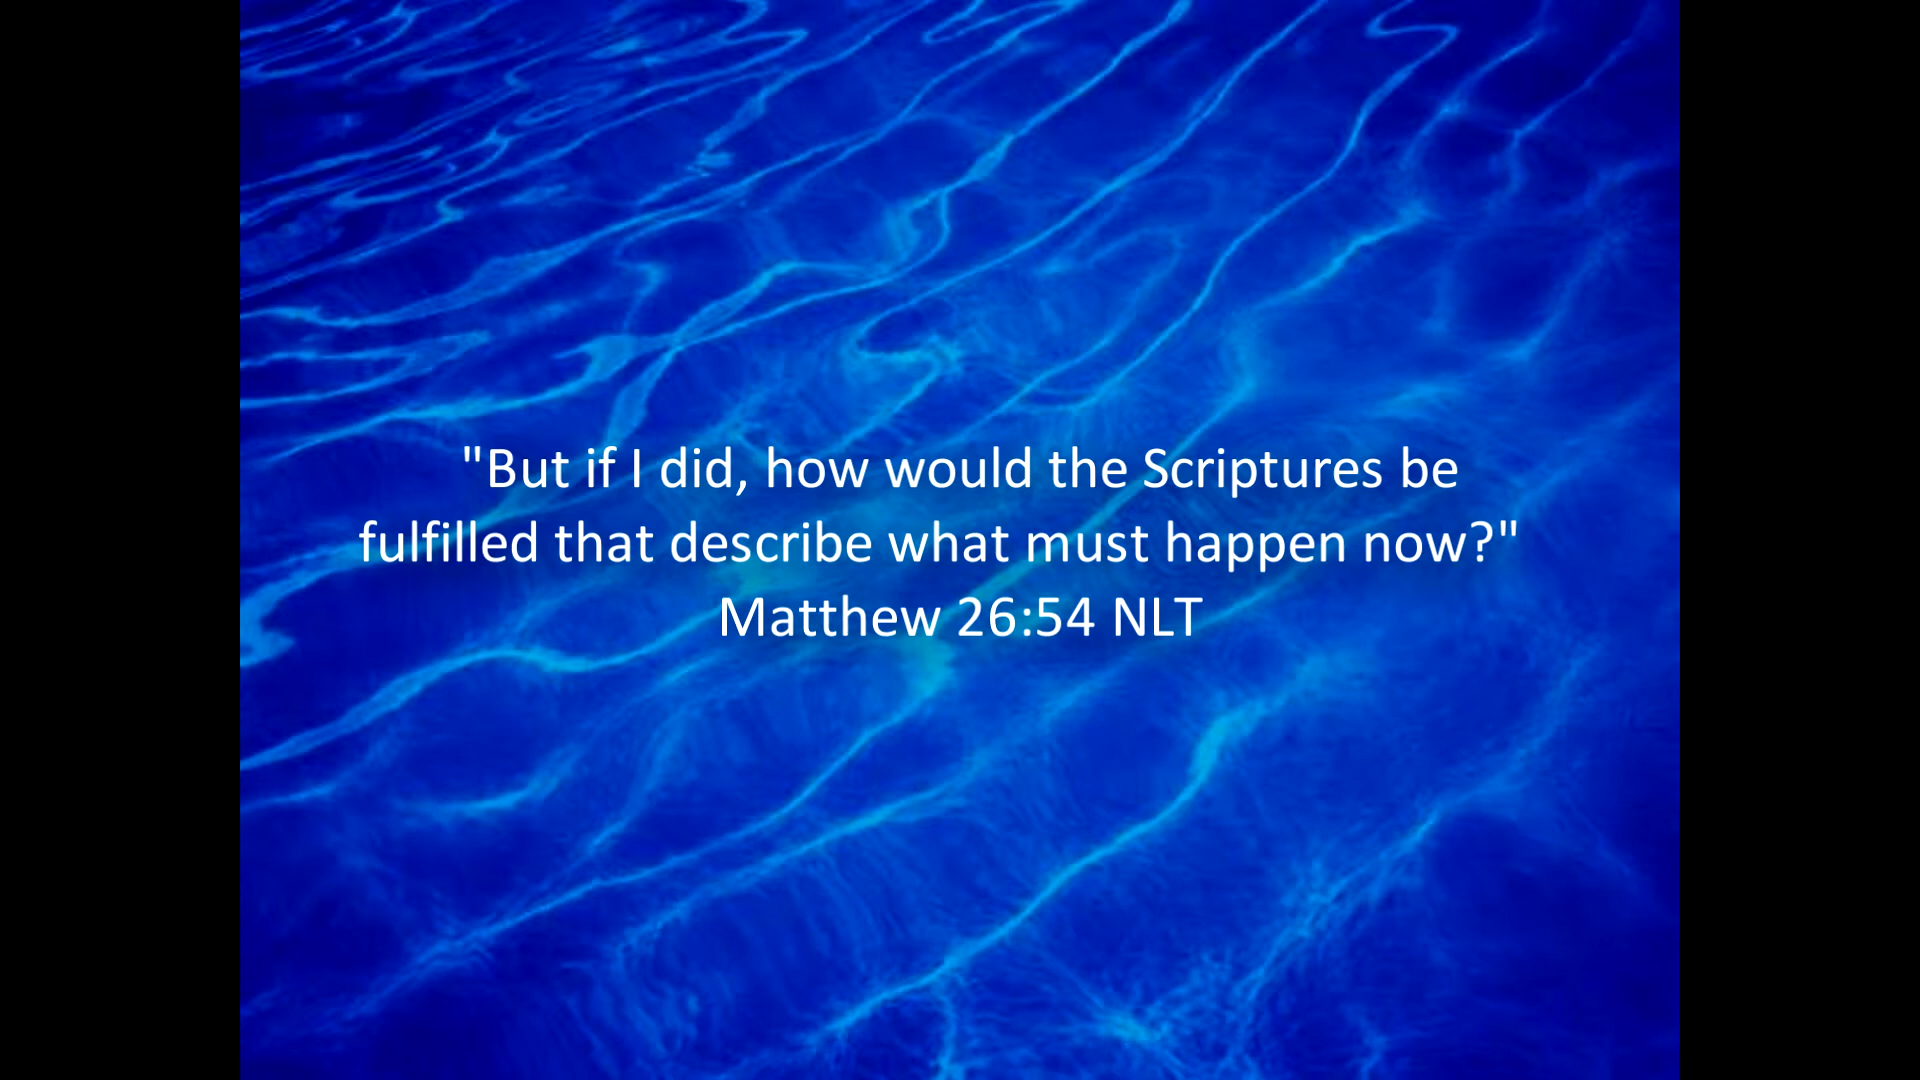 "But if I did, how would the Scriptures be
fulfilled that describe what must happen now?"
Matthew 26:54 NLT